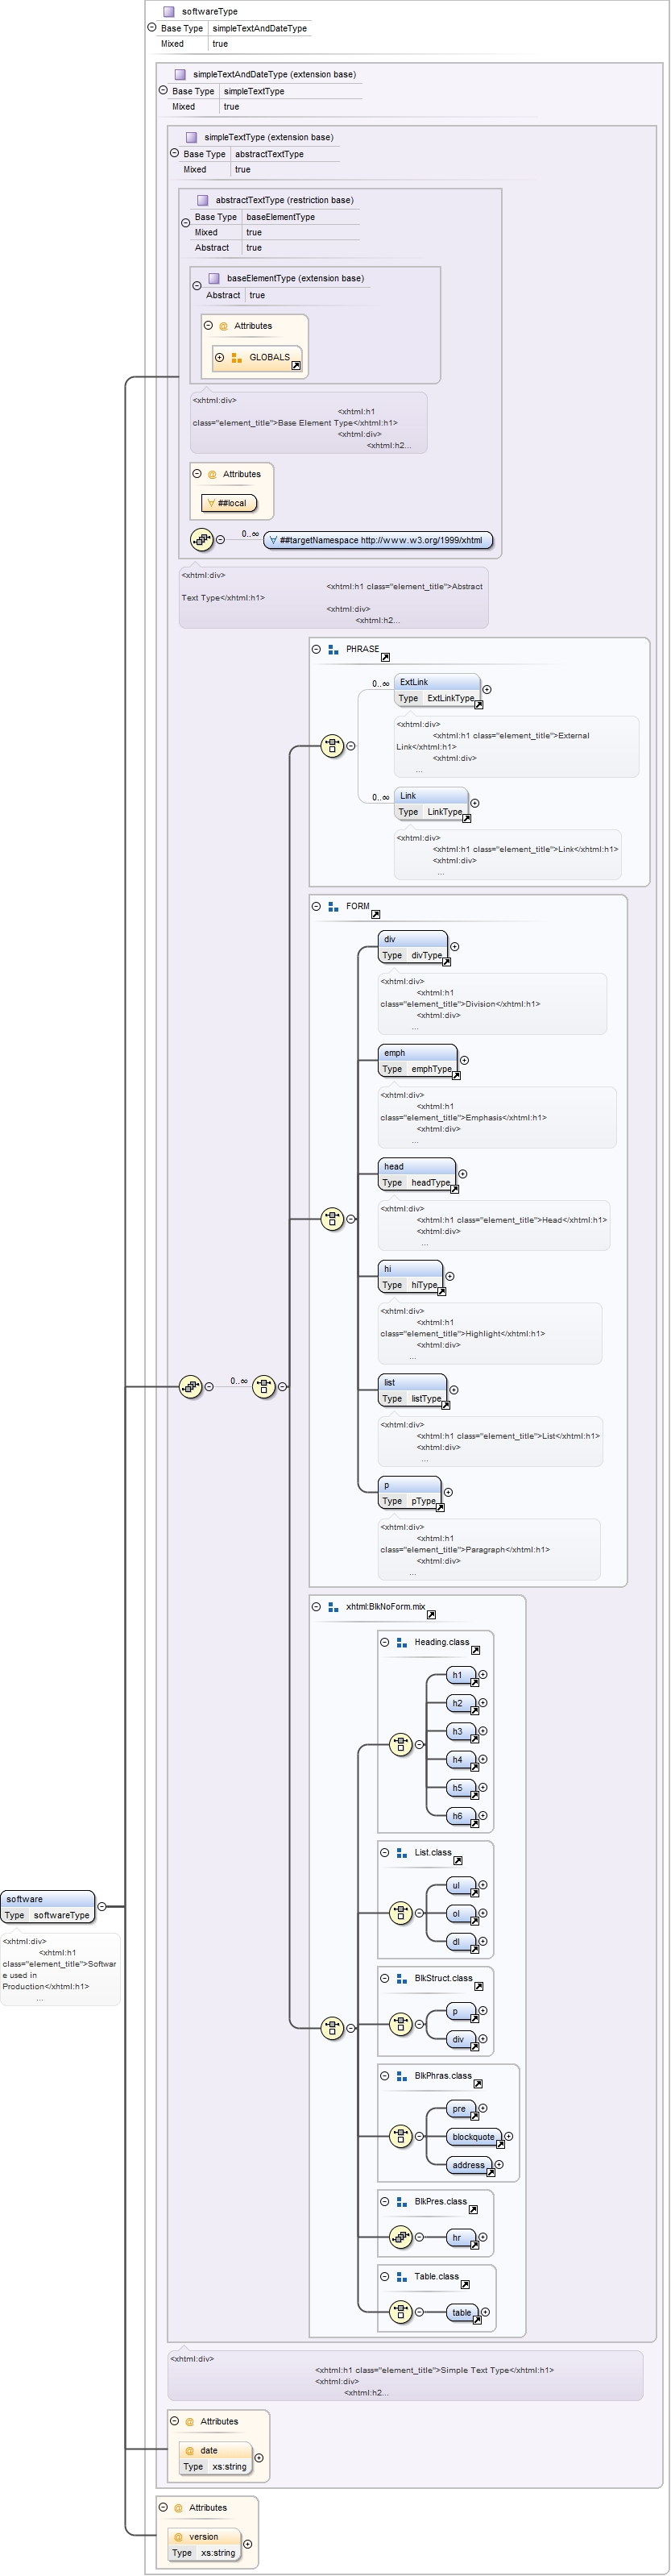 softwareType
Base Type simpleTextAndDateType
Mixed true
simpleTextAndDateType (extension base)
Base Type simpleTextType
Mixed true
simpleTextType (extension base)
Base Type abstractTextType
Mixed true
abstractTextType (restriction base)
Base Type baseElementType
Mixed true
Abstract true
baseElementType (extension base)
Abstract true
@ Attributes
GLOBALS
<xhtml:div>
<xhtml:h1
class="element_title">Base Element Type</xhtml:h1>
<xhtml:div>
<xhtml:h2...
@ Attributes
∀ ##local
0..∞ ∀ ##targetNamespace http://www.w3.org/1999/xhtml
<xhtml:div>
<xhtml:h1 class="element_title">Abstract
Text Type</xhtml:h1>
<xhtml:div>
<xhtml:h2...
PHRASE
0..∞ ExtLink
Type ExtLinkType
<xhtml:div>
<xhtml:h1 class="element_title">External
Link</xhtml:h1>
<xhtml:div>
...
0..∞ Link
Type LinkType
<xhtml:div>
<xhtml:h1 class="element_title">Link</xhtml:h1>
<xhtml:div>
...
FORM
div
Type divType
<xhtml:div>
<xhtml:h1
class="element_title">Division</xhtml:h1>
<xhtml:div>
...
emph
Type emphType
<xhtml:div>
<xhtml:h1
class="element_title">Emphasis</xhtml:h1>
<xhtml:div>
...
head
Type headType
<xhtml:div>
<xhtml:h1 class="element_title">Head</xhtml:h1>
<xhtml:div>
...
hi
Type hiType
<xhtml:div>
<xhtml:h1
class="element_title">Highlight</xhtml:h1>
<xhtml:div>
...
0..∞
list
Type listType
<xhtml:div>
<xhtml:h1 class="element_title">List</xhtml:h1>
<xhtml:div>
...
p
Type pType
<xhtml:div>
<xhtml:h1
class="element_title">Paragraph</xhtml:h1>
<xhtml:div>
...
xhtml:BlkNoForm.mix
Heading.class
h1
h2
h3
h4
h5
h6
List.class
ul
ol
dl
software
Type softwareType
<xhtml:div>
<xhtml:h1
class="element_title">Softwar
e used in
Production</xhtml:h1>
...
BlkStruct.class
p
div
BlkPhras.class
pre
blockquote
address
BlkPres.class
hr
Table.class
table
<xhtml:div>
<xhtml:h1 class="element_title">Simple Text Type</xhtml:h1>
<xhtml:div>
<xhtml:h2...
@ Attributes
@ date
Type xs:string
@ Attributes
@ version
Type xs:string